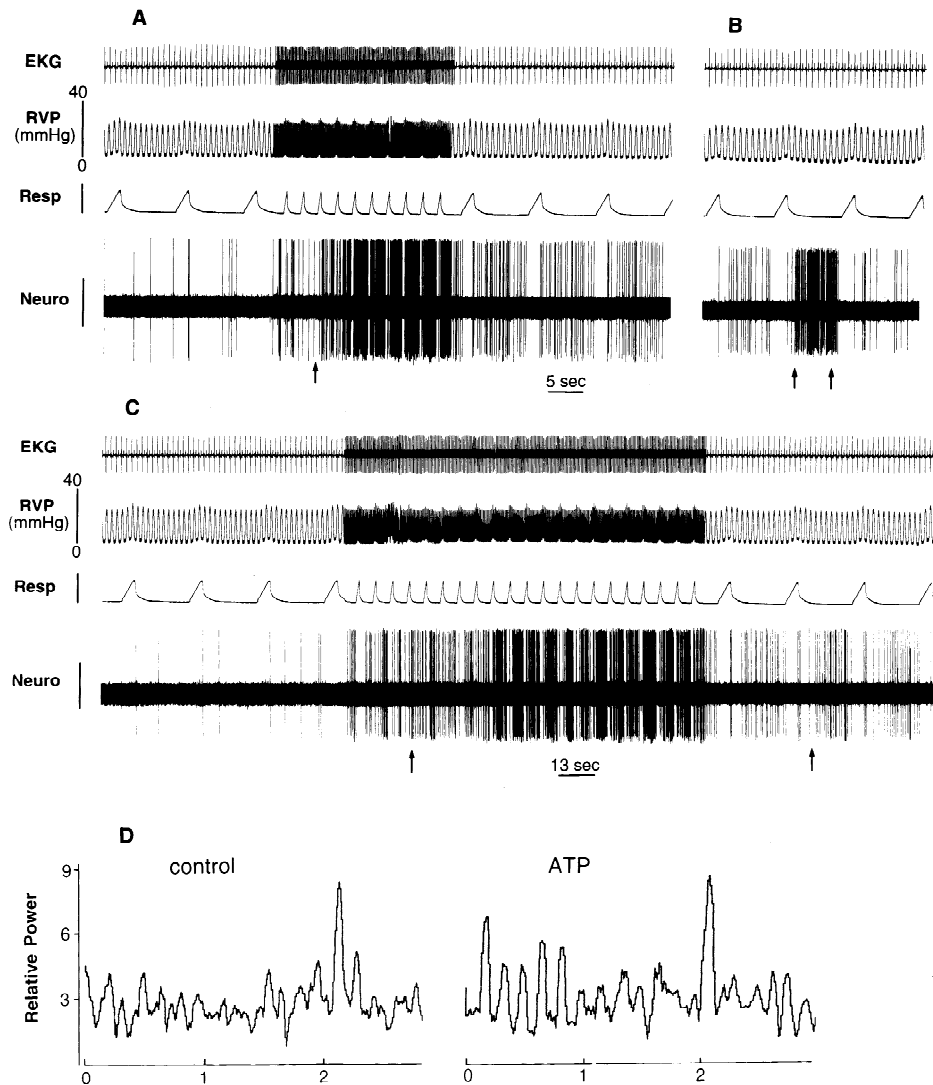 A
B
EKG
40
RVP
(mmHg)
0
Resp
Neuro
5 sec
C
EKG
40
RVP
(mmHg)
0
Resp
Neuro
13 sec
D
control
ATP
9
6
3
Relative Power
0
1
2
0
1
2